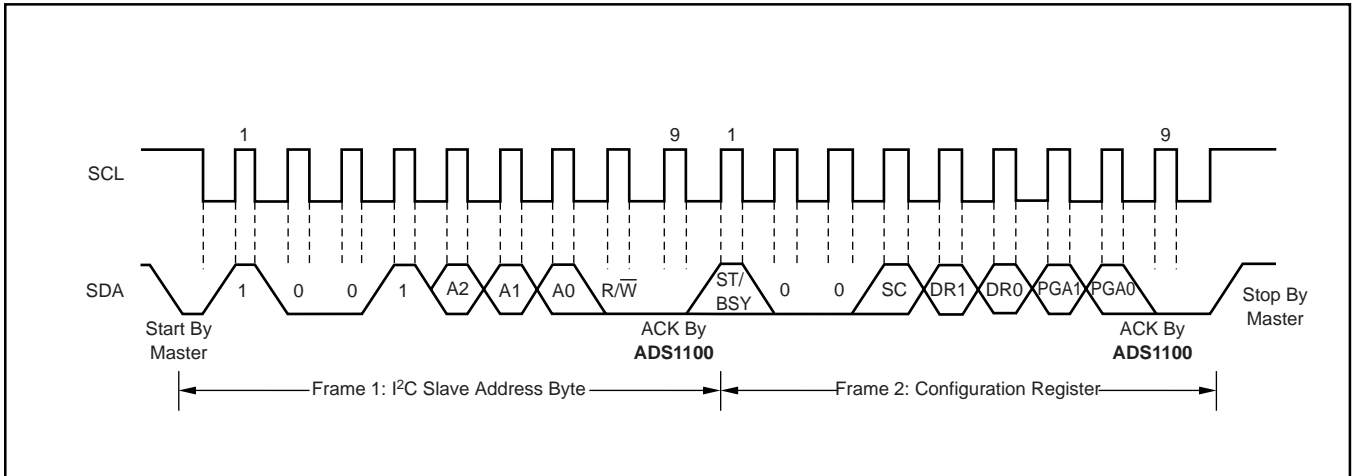 1 9 1 9
SCL
SDA
1 0 0 1 A2 A1 A0 R/W̅ ST/
BSY 0 0 SC DR1 DR0 PGA1 PGA0
Start By
Master
ACK By
ADS1100
ACK By
ADS1100
Stop By
Master
Frame 1: I²C Slave Address Byte
Frame 2: Configuration Register